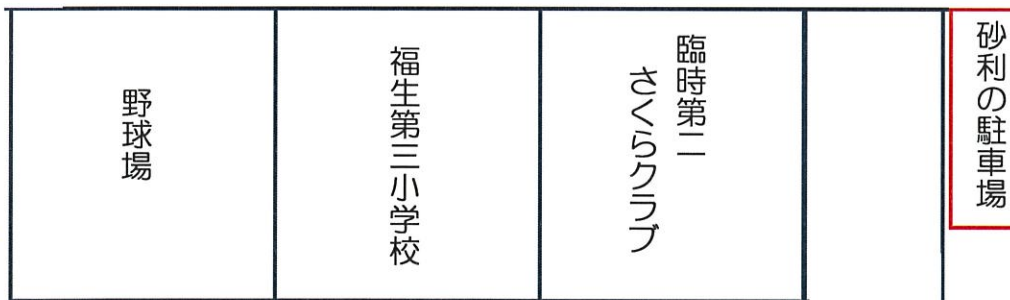 野球場
福生第三小学校
臨時第二
さくらクラブ
砂利の駐車場